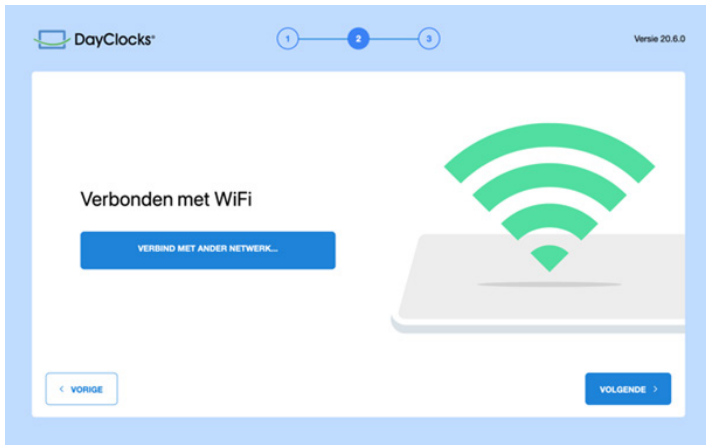 DayClocks®
1
2
3
Versie 20.6.0
Verbonden met WiFi
VERBIND MET ANDER NETWERK...
< VORIGE
VOLGENDE >